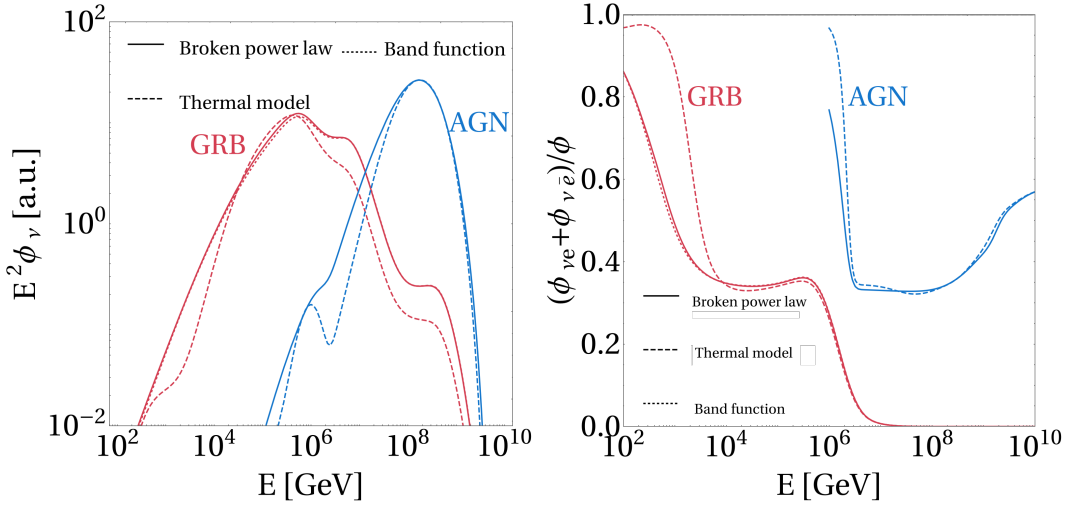 10^2
10^0
10^-2
E^2 ϕ_ν [a.u.]
Broken power law
Band function
Thermal model
GRB
AGN
10^2
10^4
10^6
10^8
10^10
E [GeV]
1.0
0.8
0.6
0.4
0.2
0.0
(ϕ_νe+ϕ_ν ē)/ϕ
GRB
AGN
Broken power law
Thermal model
Band function
10^2
10^4
10^6
10^8
10^10
E [GeV]